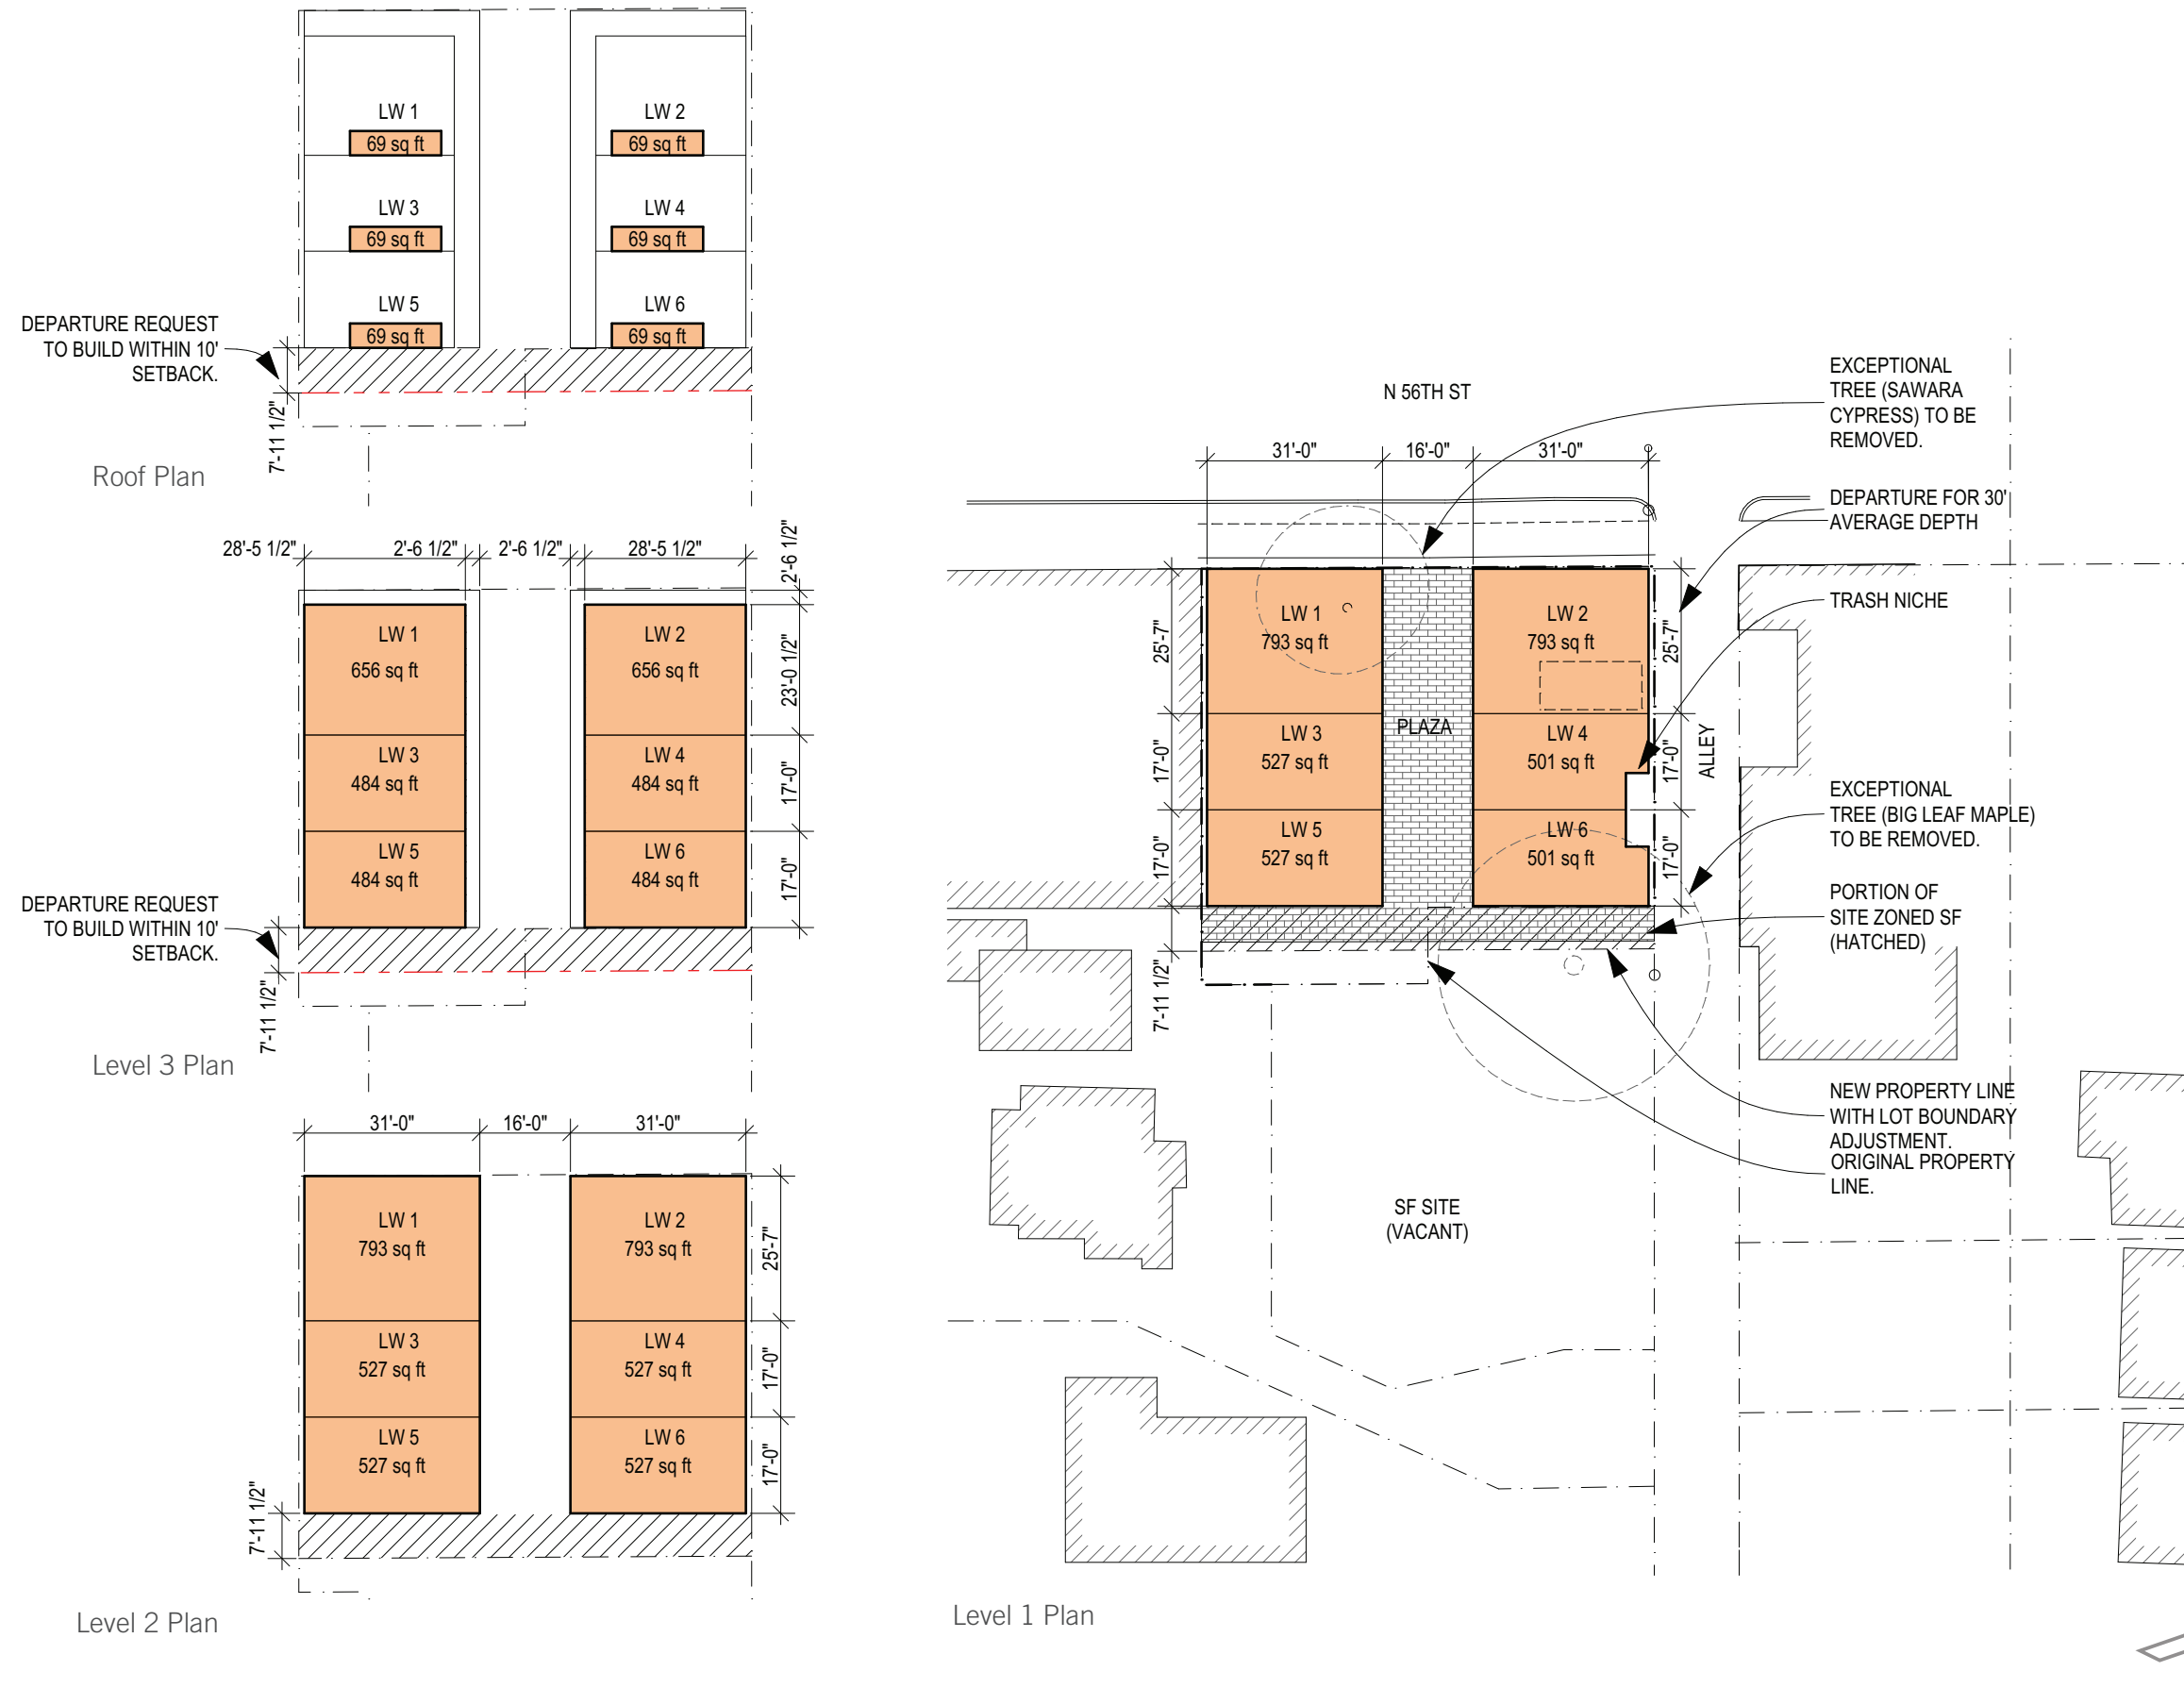 LW 1
69 sq ft
LW 2
69 sq ft
LW 3
69 sq ft
LW 4
69 sq ft
LW 5
69 sq ft
LW 6
69 sq ft
DEPARTURE REQUEST
TO BUILD WITHIN 10'
SETBACK.
7'-11 1/2"
Roof Plan
28'-5 1/2"
2'-6 1/2"
2'-6 1/2"
28'-5 1/2"
2'-6 1/2"
23'-0 1/2"
17'-0"
17'-0"
LW 1
656 sq ft
LW 2
656 sq ft
LW 3
484 sq ft
LW 4
484 sq ft
LW 5
484 sq ft
LW 6
484 sq ft
DEPARTURE REQUEST
TO BUILD WITHIN 10'
SETBACK.
7'-11 1/2"
Level 3 Plan
31'-0"
16'-0"
31'-0"
LW 1
793 sq ft
LW 2
793 sq ft
LW 3
527 sq ft
LW 4
527 sq ft
LW 5
527 sq ft
LW 6
527 sq ft
25'-7"
17'-0"
17'-0"
7'-11 1/2"
Level 2 Plan
N 56TH ST
31'-0"
16'-0"
31'-0"
25'-7"
17'-0"
17'-0"
7'-11 1/2"
LW 1
793 sq ft
LW 2
793 sq ft
PLAZA
LW 3
527 sq ft
LW 4
501 sq ft
LW 5
527 sq ft
LW 6
501 sq ft
25'-7"
17'-0"
17'-0"
ALLEY
EXCEPTIONAL
TREE (SAWARA
CYPRESS) TO BE
REMOVED.
DEPARTURE FOR 30'
AVERAGE DEPTH
TRASH NICHE
EXCEPTIONAL
TREE (BIG LEAF MAPLE)
TO BE REMOVED.
PORTION OF
SITE ZONED SF
(HATCHED)
NEW PROPERTY LINE
WITH LOT BOUNDARY
ADJUSTMENT.
ORIGINAL PROPERTY
LINE.
SF SITE
(VACANT)
Level 1 Plan